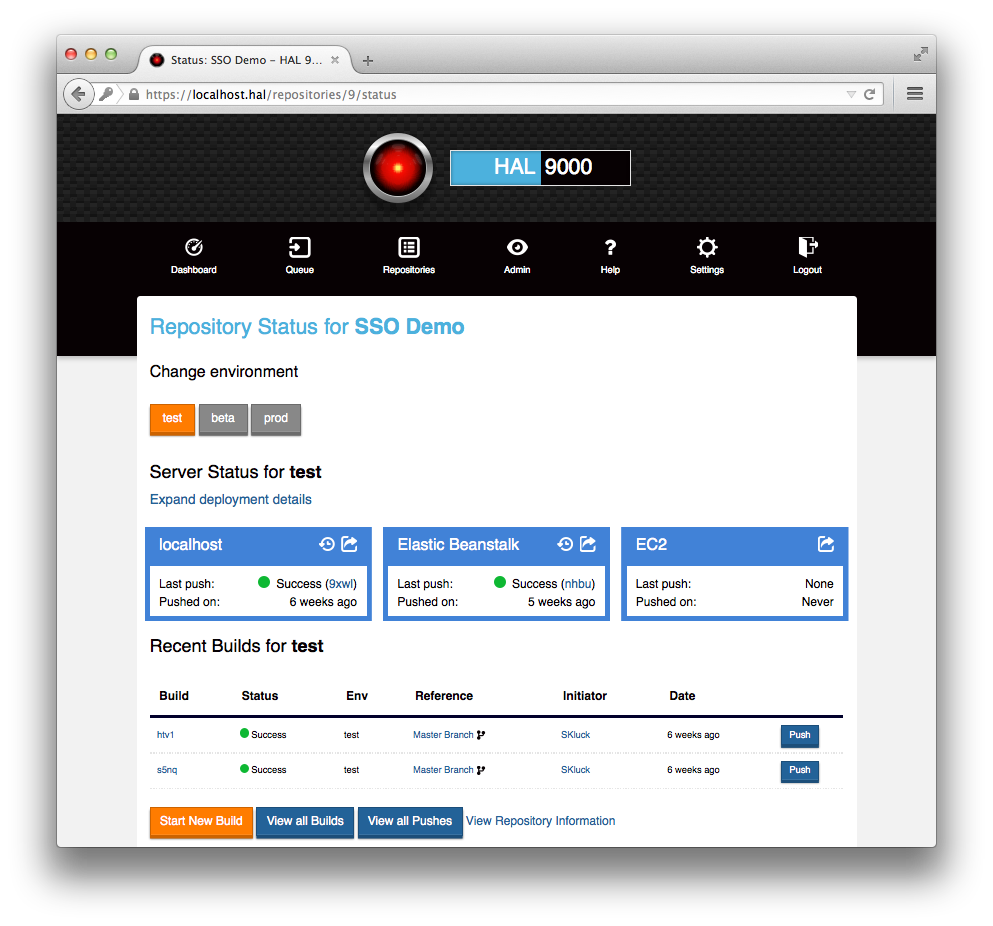 Status: SSO Demo – HAL 9...
https://localhost.hal/repositories/9/status
HAL 9000
Dashboard Queue Repositories Admin Help Settings Logout
Repository Status for SSO Demo
Change environment
test beta prod
Server Status for test
Expand deployment details
localhost Elastic Beanstalk EC2
Last push: Success (9xwl) Last push: Success (nhbu) Last push: None
Pushed on: 6 weeks ago Pushed on: 5 weeks ago Pushed on: Never
Recent Builds for test
Build Status Env Reference Initiator Date
htv1 Success test Master Branch SKluck 6 weeks ago Push
s5nq Success test Master Branch SKluck 6 weeks ago Push
Start New Build View all Builds View all Pushes View Repository Information